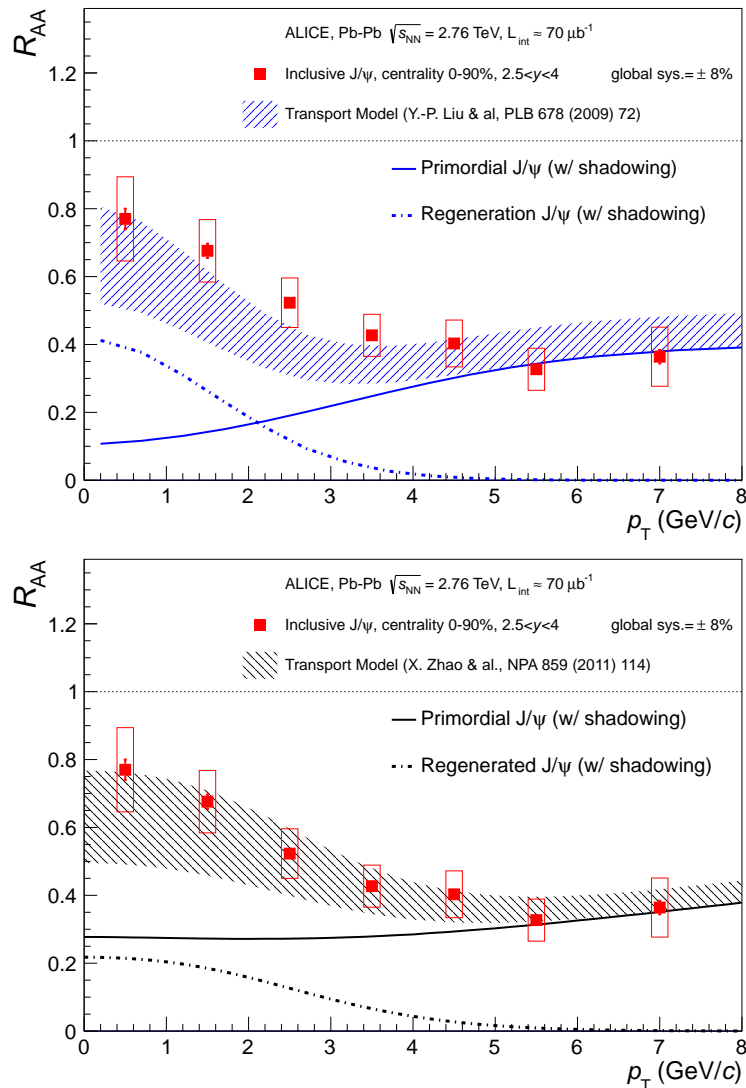 R_AA
ALICE, Pb-Pb √s_NN = 2.76 TeV, L_int ≈ 70 μb⁻¹
Inclusive J/ψ, centrality 0-90%, 2.5<y<4 global sys.= ± 8%
Transport Model (Y.-P. Liu & al, PLB 678 (2009) 72)
Primordial J/ψ (w/ shadowing)
Regeneration J/ψ (w/ shadowing)
1.2
1
0.8
0.6
0.4
0.2
0
0 1 2 3 4 5 6 7 8
p_T (GeV/c)
R_AA
ALICE, Pb-Pb √s_NN = 2.76 TeV, L_int ≈ 70 μb⁻¹
Inclusive J/ψ, centrality 0-90%, 2.5<y<4 global sys.= ± 8%
Transport Model (X. Zhao & al., NPA 859 (2011) 114)
Primordial J/ψ (w/ shadowing)
Regenerated J/ψ (w/ shadowing)
1.2
1
0.8
0.6
0.4
0.2
0
0 1 2 3 4 5 6 7 8
p_T (GeV/c)